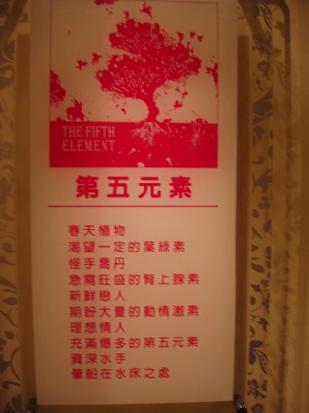 THE FIFTH
ELEMENT
第五元素
春天植物
渴望一定的葉綠素
怪手喬丹
急需旺盛的腎上腺素
新鮮戀人
期盼大量的動情激素
理想情人
充滿爆多的第五元素
資深水手
暈船在水床之處